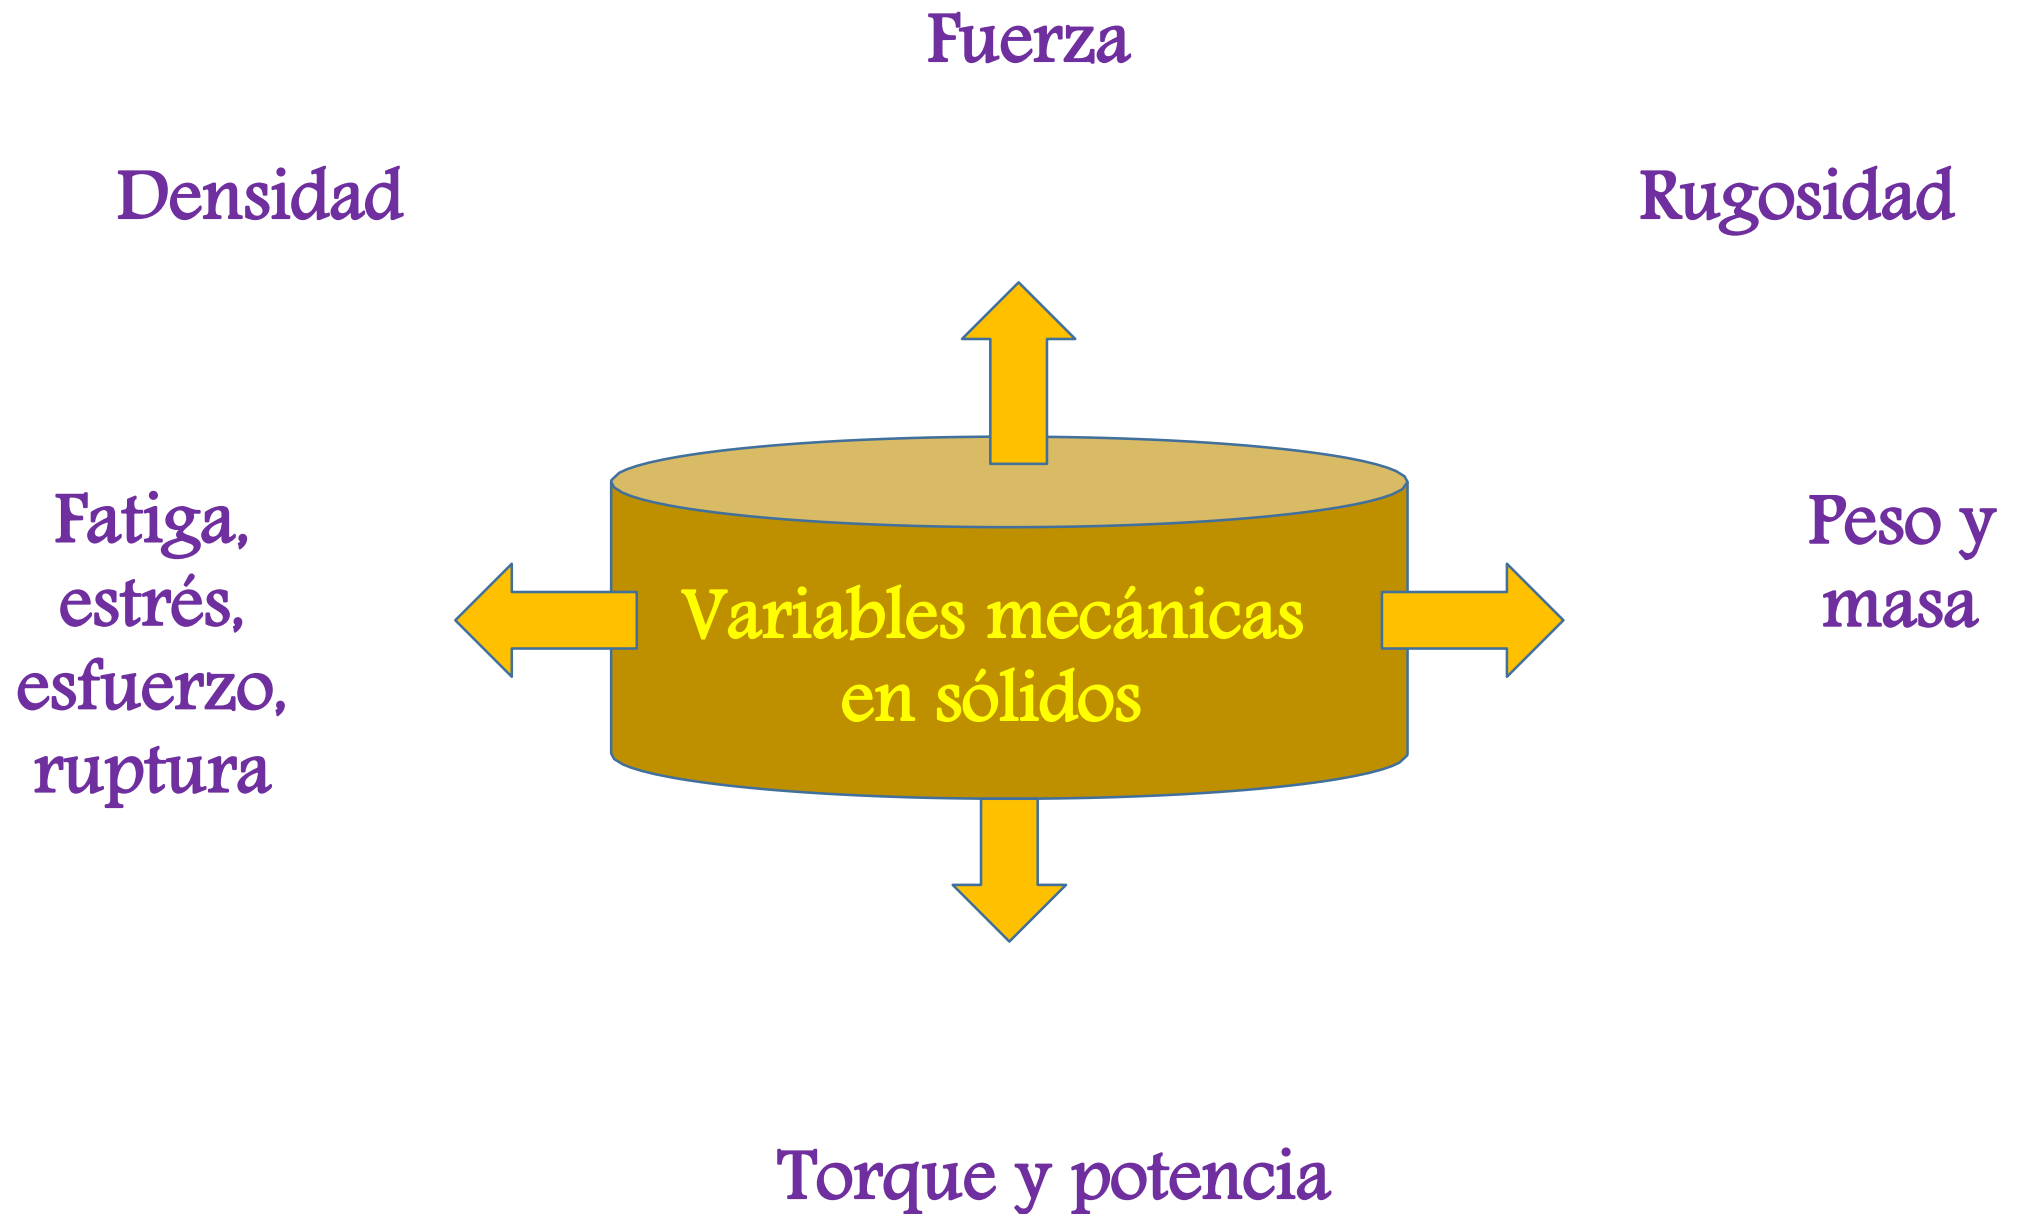 Fuerza
Densidad
Rugosidad
Fatiga,
estrés,
esfuerzo,
ruptura
Variables mecánicas
en sólidos
Peso y
masa
Torque y potencia